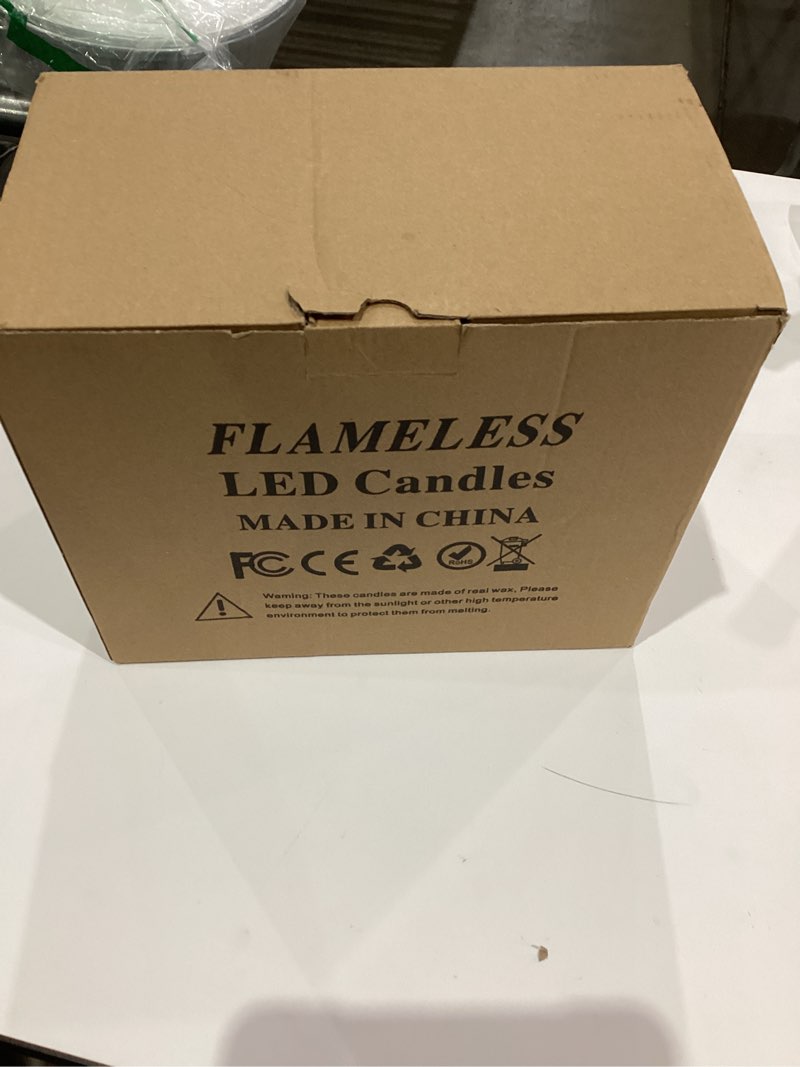 FLAMELESS
LED Candles
MADE IN CHINA
FC CE RoHS
Warning: These candles are made of real wax, Please
keep away from the sunlight or other high temperature
environment to protect them from melting.